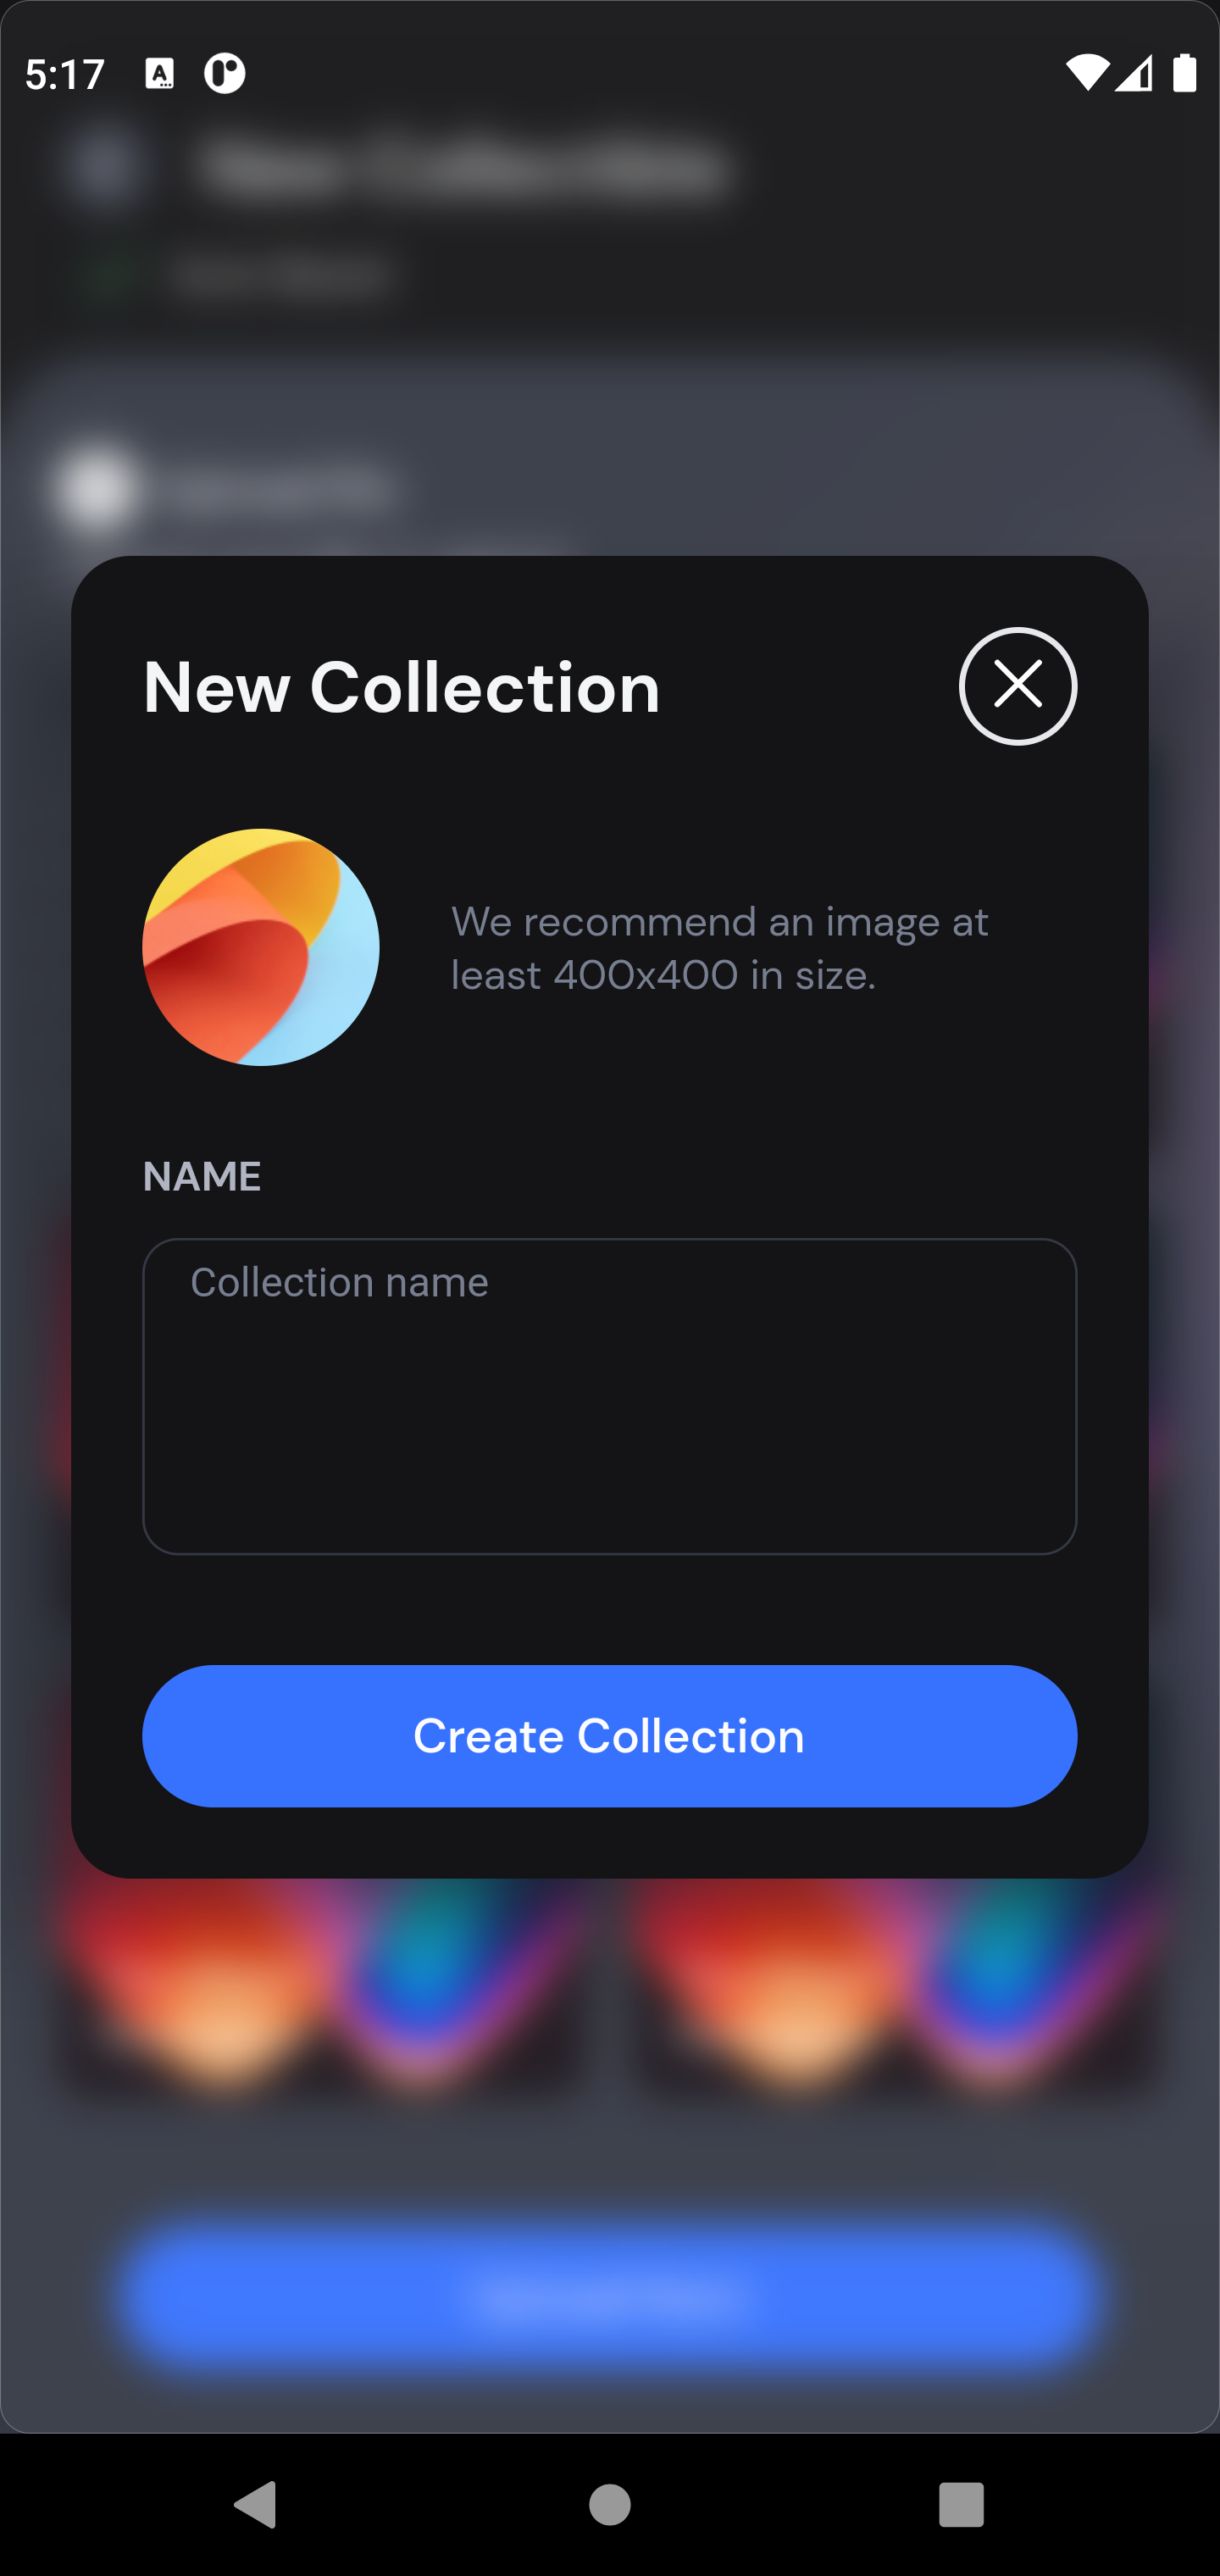 5:17
New Collection
We recommend an image at
least 400x400 in size.
NAME
Collection name
Create Collection